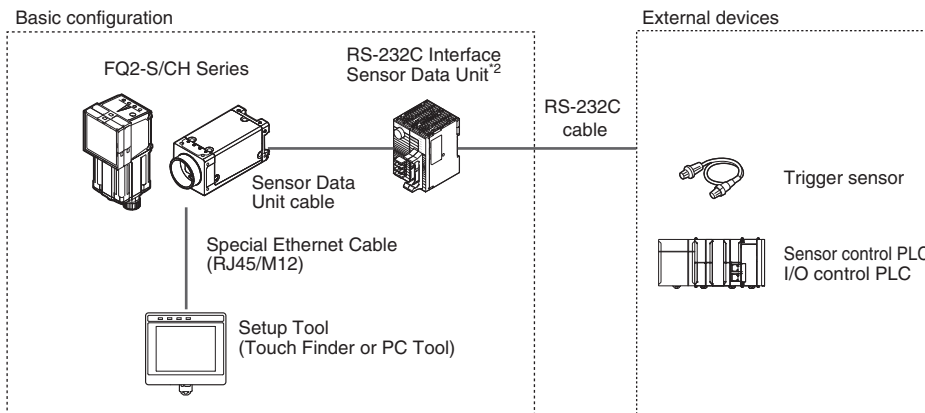 Basic configuration
External devices
FQ2-S/CH Series
RS-232C Interface
Sensor Data Unit*2
RS-232C
cable
Sensor Data
Unit cable
Trigger sensor
Special Ethernet Cable
(RJ45/M12)
Sensor control PLC
I/O control PLC
Setup Tool
(Touch Finder or PC Tool)